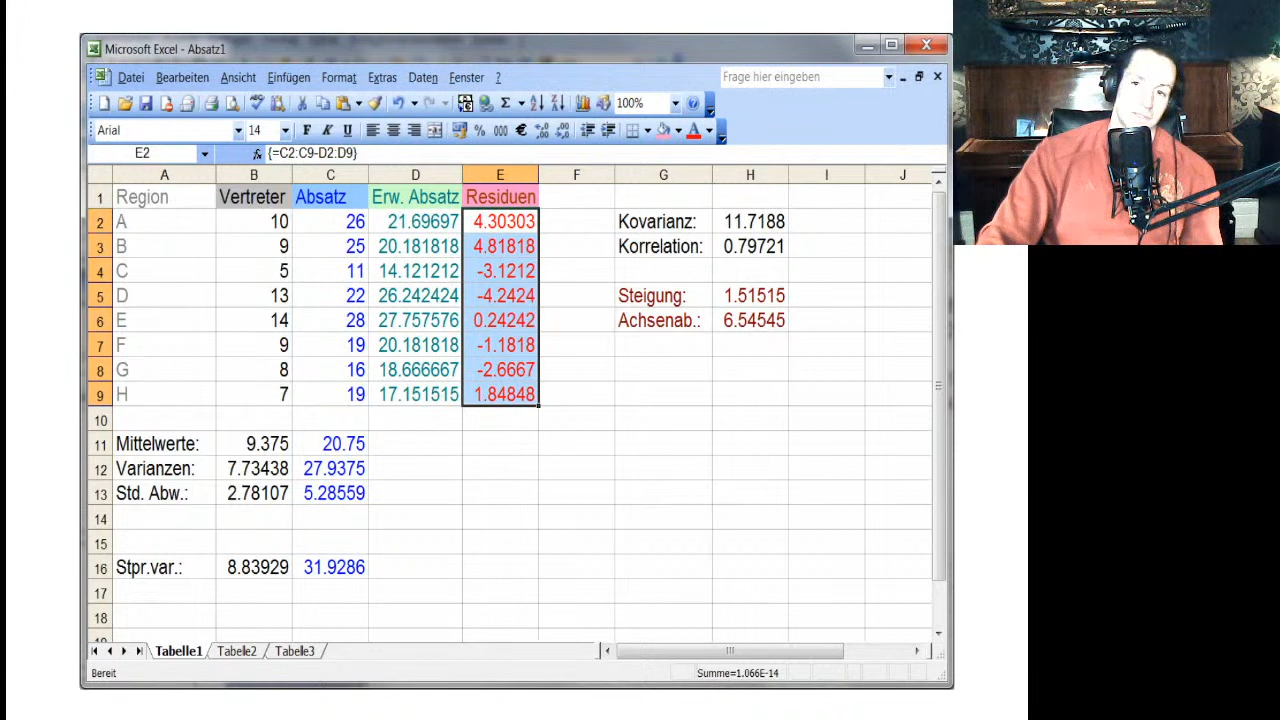 Microsoft Excel - Absatz1
Datei Bearbeiten Ansicht Einfügen Format Extras Daten Fenster ? Frage hier eingeben
100%
Arial 14 F K U % 000 €
E2 fx {=C2:C9-D2:D9}
A B C D E F G H I J
1 Region Vertreter Absatz Erw. Absatz Residuen
2 A 10 26 21.69697 4.30303 Kovarianz: 11.7188
3 B 9 25 20.181818 4.81818 Korrelation: 0.79721
4 C 5 11 14.121212 -3.1212
5 D 13 22 26.242424 -4.2424 Steigung: 1.51515
6 E 14 28 27.757576 0.24242 Achsenab.: 6.54545
7 F 9 19 20.181818 -1.1818
8 G 8 16 18.666667 -2.6667
9 H 7 19 17.151515 1.84848
10
11 Mittelwerte: 9.375 20.75
12 Varianzen: 7.73438 27.9375
13 Std. Abw.: 2.78107 5.28559
14
15
16 Stpr.var.: 8.83929 31.9286
17
18
Tabelle1 Tabele2 Tabele3
Bereit Summe=1.066E-14